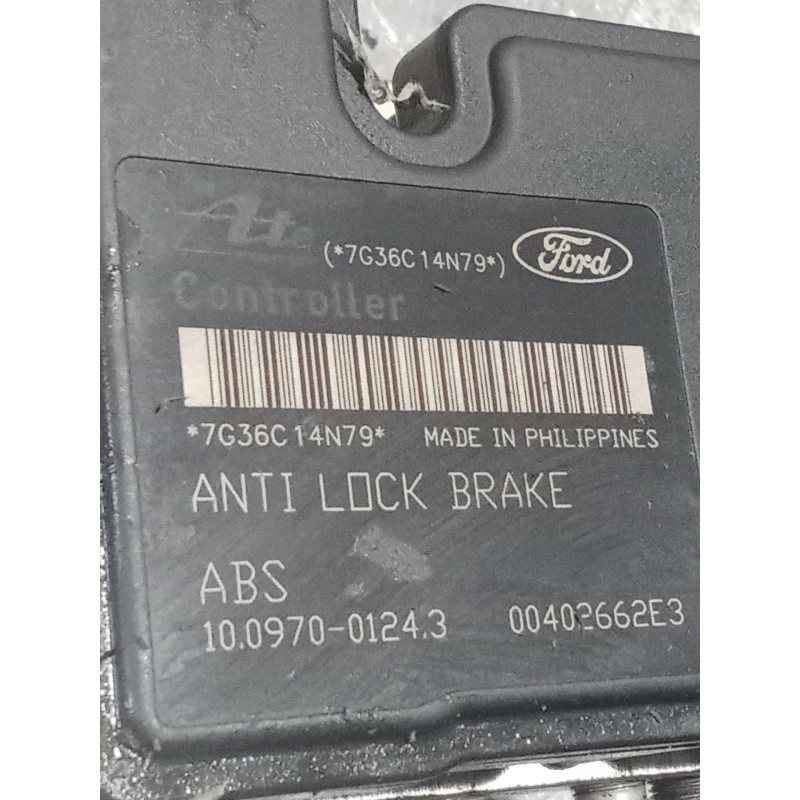 Ate
(*7G36C14N79*) Ford
Controller
*7G36C14N79* MADE IN PHILIPPINES
ANTI LOCK BRAKE
ABS
10.0970-0124.3 00402662E3